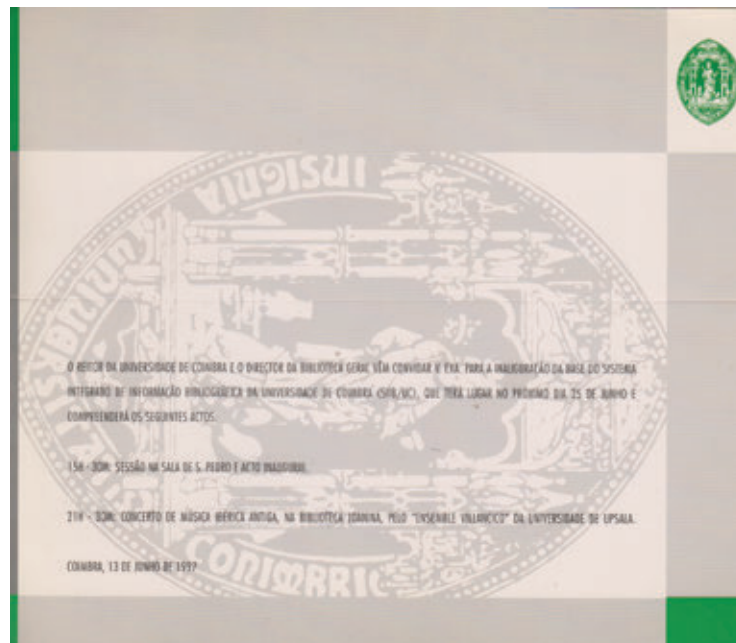 INSIGNIA
O REITOR DA UNIVERSIDADE DE COIMBRA E O DIRECTOR DA BIBLIOTECA GERAL VÊM CONVIDAR V. EXA. PARA A INAUGURAÇÃO DA BASE DO SISTEMA
INTEGRADO DE INFORMAÇÃO BIBLIOGRÁFICA DA UNIVERSIDADE DE COIMBRA (SIIB/UC), QUE TERÁ LUGAR NO PRÓXIMO DIA 25 DE JUNHO E
COMPREENDERÁ OS SEGUINTES ACTOS.
15H - 30M: SESSÃO NA SALA DE S. PEDRO E ACTO INAUGURAL.
21H - 30M: CONCERTO DE MÚSICA IBÉRICA ANTIGA, NA BIBLIOTECA JOANINA, PELO "ENSEMBLE VILLANCICO" DA UNIVERSIDADE DE UPSALA.
COIMBRA, 13 DE JUNHO DE 1997
CONIMBRIG